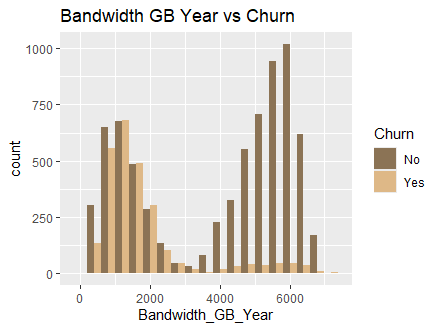 Bandwidth GB Year vs Churn
1000
750
500
250
0
count
0 2000 4000 6000
Bandwidth_GB_Year
Churn
No
Yes